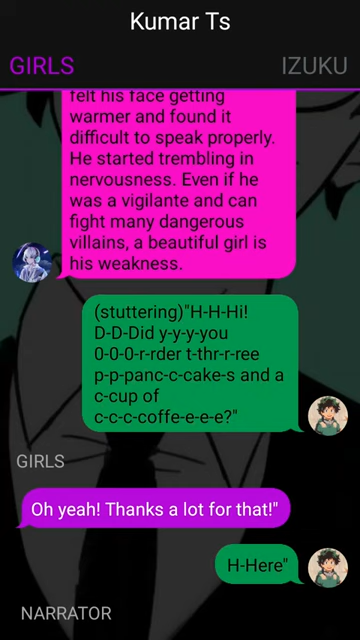 Kumar Ts
GIRLS IZUKU
felt his face getting
warmer and found it
difficult to speak properly.
He started trembling in
nervousness. Even if he
was a vigilante and can
fight many dangerous
villains, a beautiful girl is
his weakness.
(stuttering)"H-H-Hi!
D-D-Did y-y-y-you
0-0-0-r-rder t-thr-r-ree
p-p-panc-c-cake-s and a
c-cup of
c-c-c-coffe-e-e-e?"
GIRLS
Oh yeah! Thanks a lot for that!"
H-Here"
NARRATOR